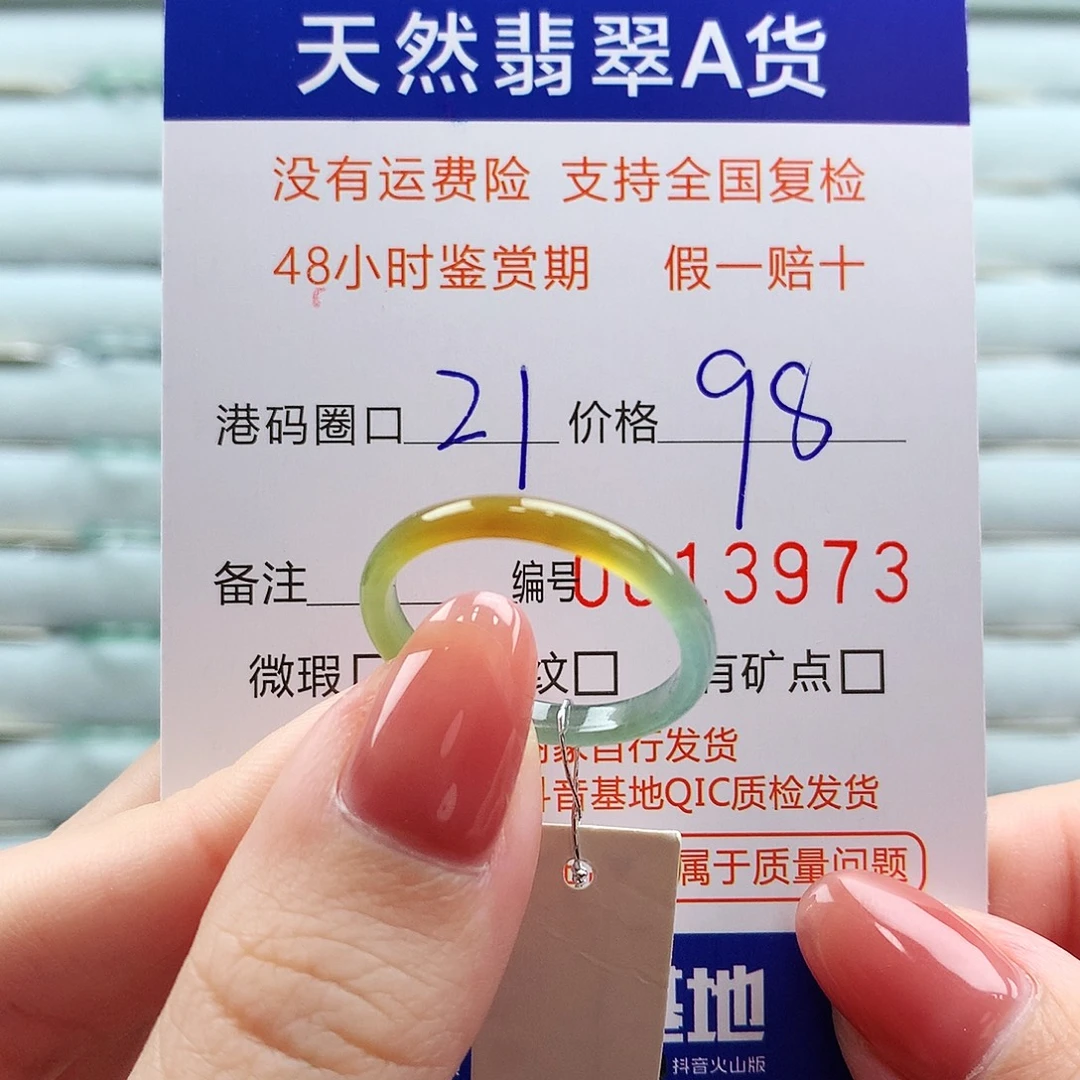 天然翡翠A货
没有运费险 支持全国复检
48小时鉴赏期 假一赔十
港码圈口 21 价格 98
备注 编号 13973
微瑕□ 纹□ 有矿点□
家自行发货
抖音基地QIC质检发货
属于质量问题
基地
抖音火山版